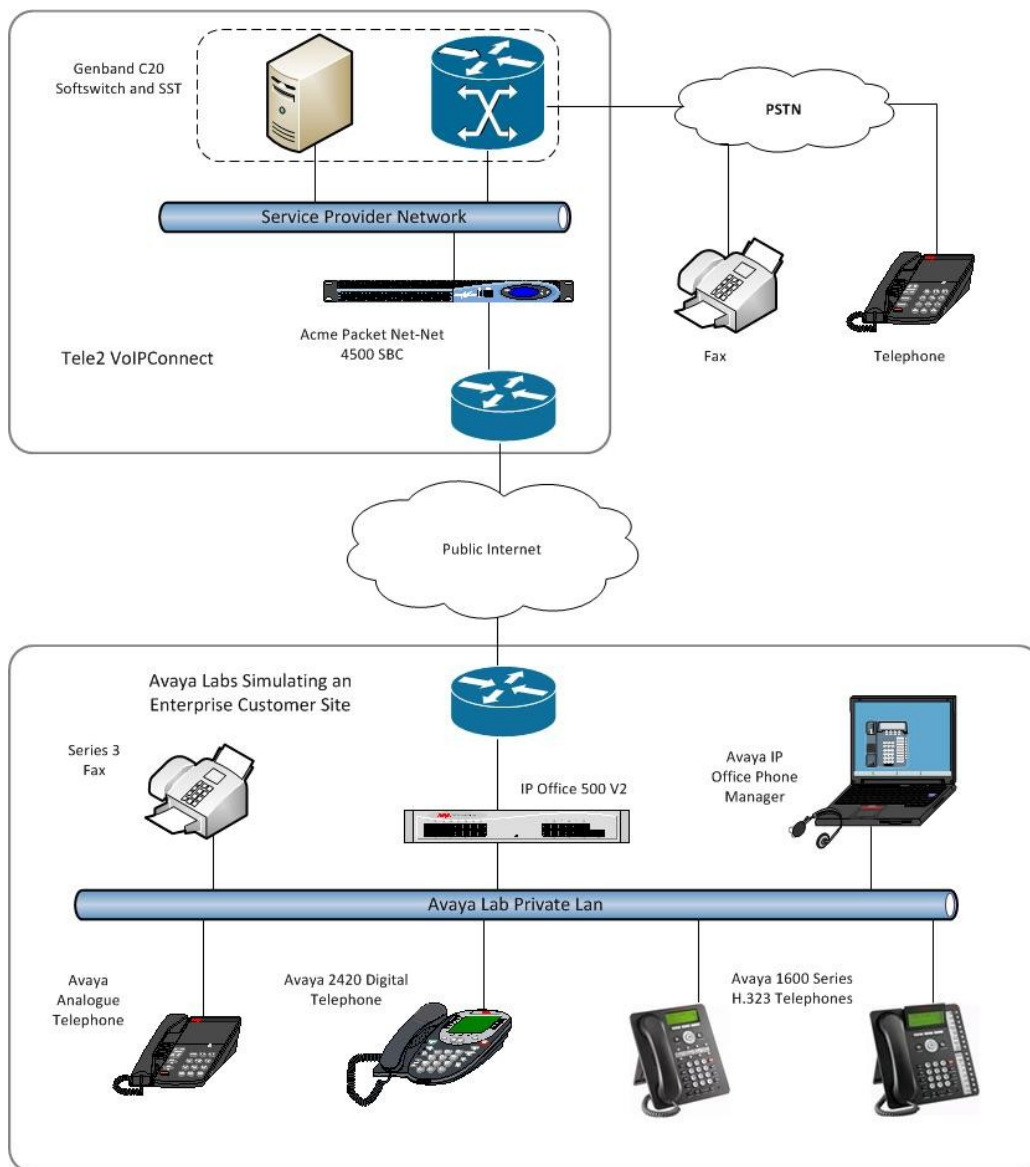 Genband C20
Softswitch and SST
PSTN
Service Provider Network
Acme Packet Net-Net
4500 SBC
Tele2 VoIPConnect
Fax
Telephone
Public Internet
Avaya Labs Simulating an
Enterprise Customer Site
Series 3
Fax
IP Office 500 V2
Avaya IP
Office Phone
Manager
Avaya Lab Private Lan
Avaya
Analogue
Telephone
Avaya 2420 Digital
Telephone
Avaya 1600 Series
H.323 Telephones